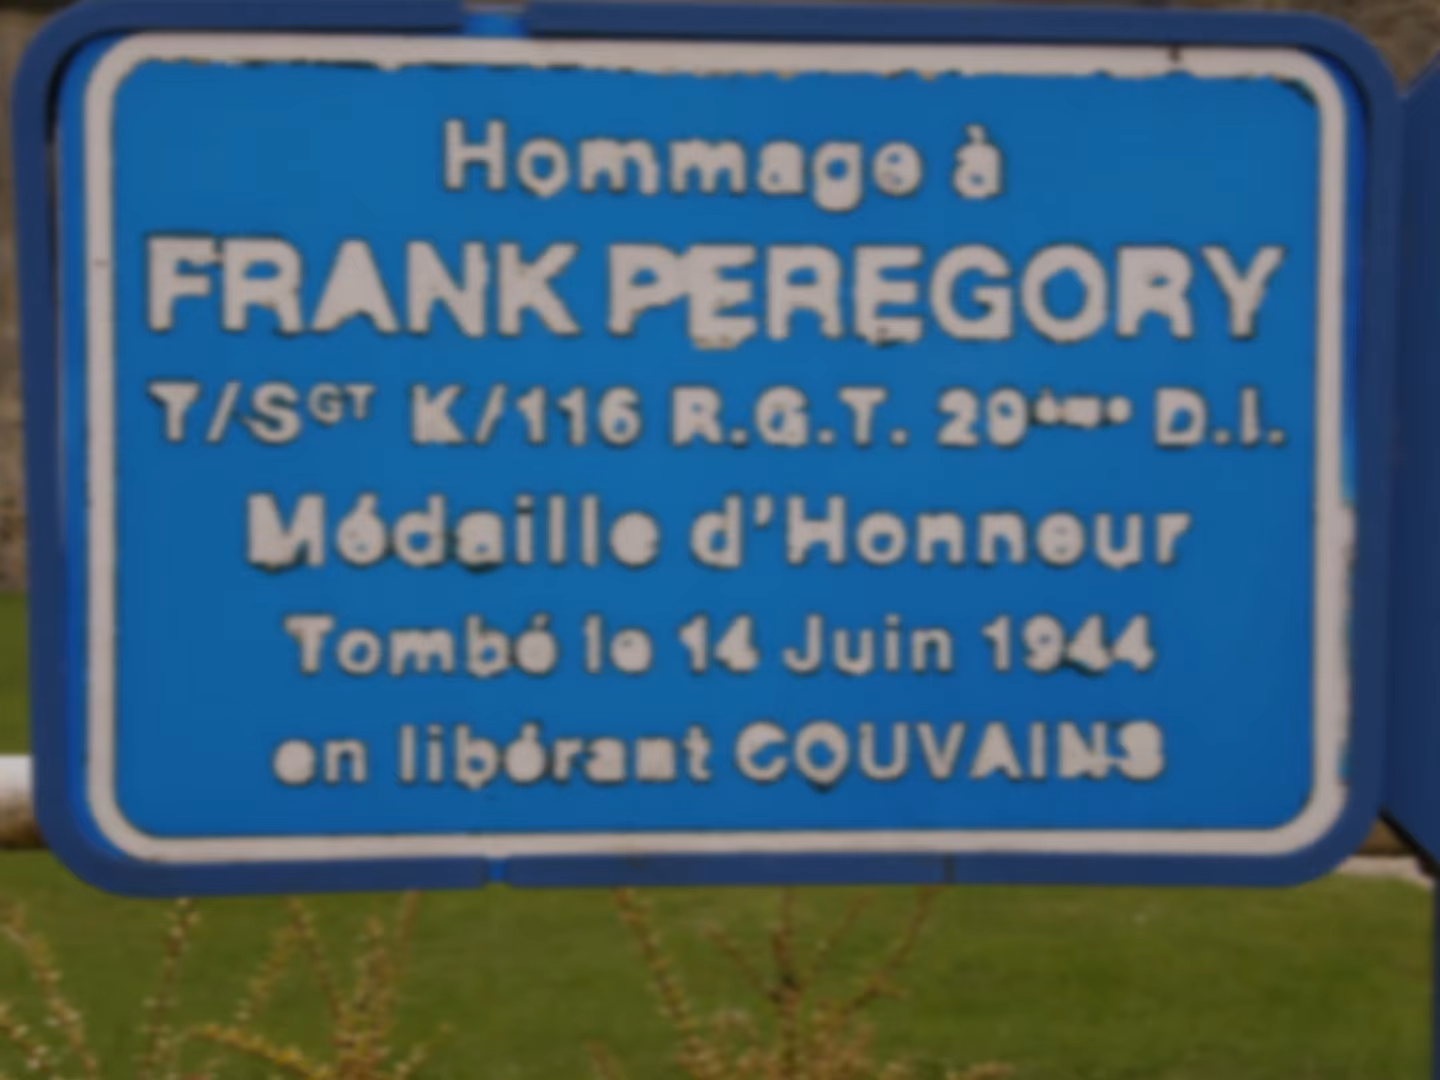 Hommage à
FRANK PEREGORY
T/SGT K/116 R.G.T. 29ème D.I.
Médaille d'Honneur
Tombé le 14 Juin 1944
en libérant COUVAINS